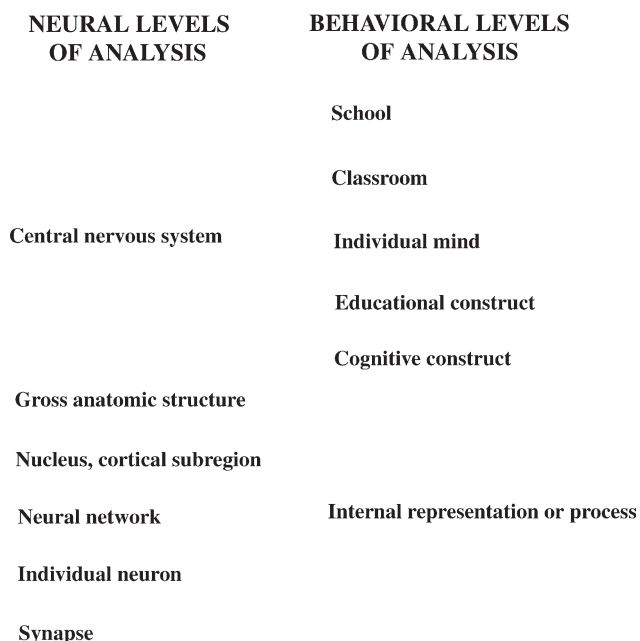 NEURAL LEVELS
OF ANALYSIS
BEHAVIORAL LEVELS
OF ANALYSIS
School
Classroom
Central nervous system
Individual mind
Educational construct
Cognitive construct
Gross anatomic structure
Nucleus, cortical subregion
Neural network
Internal representation or process
Individual neuron
Synapse